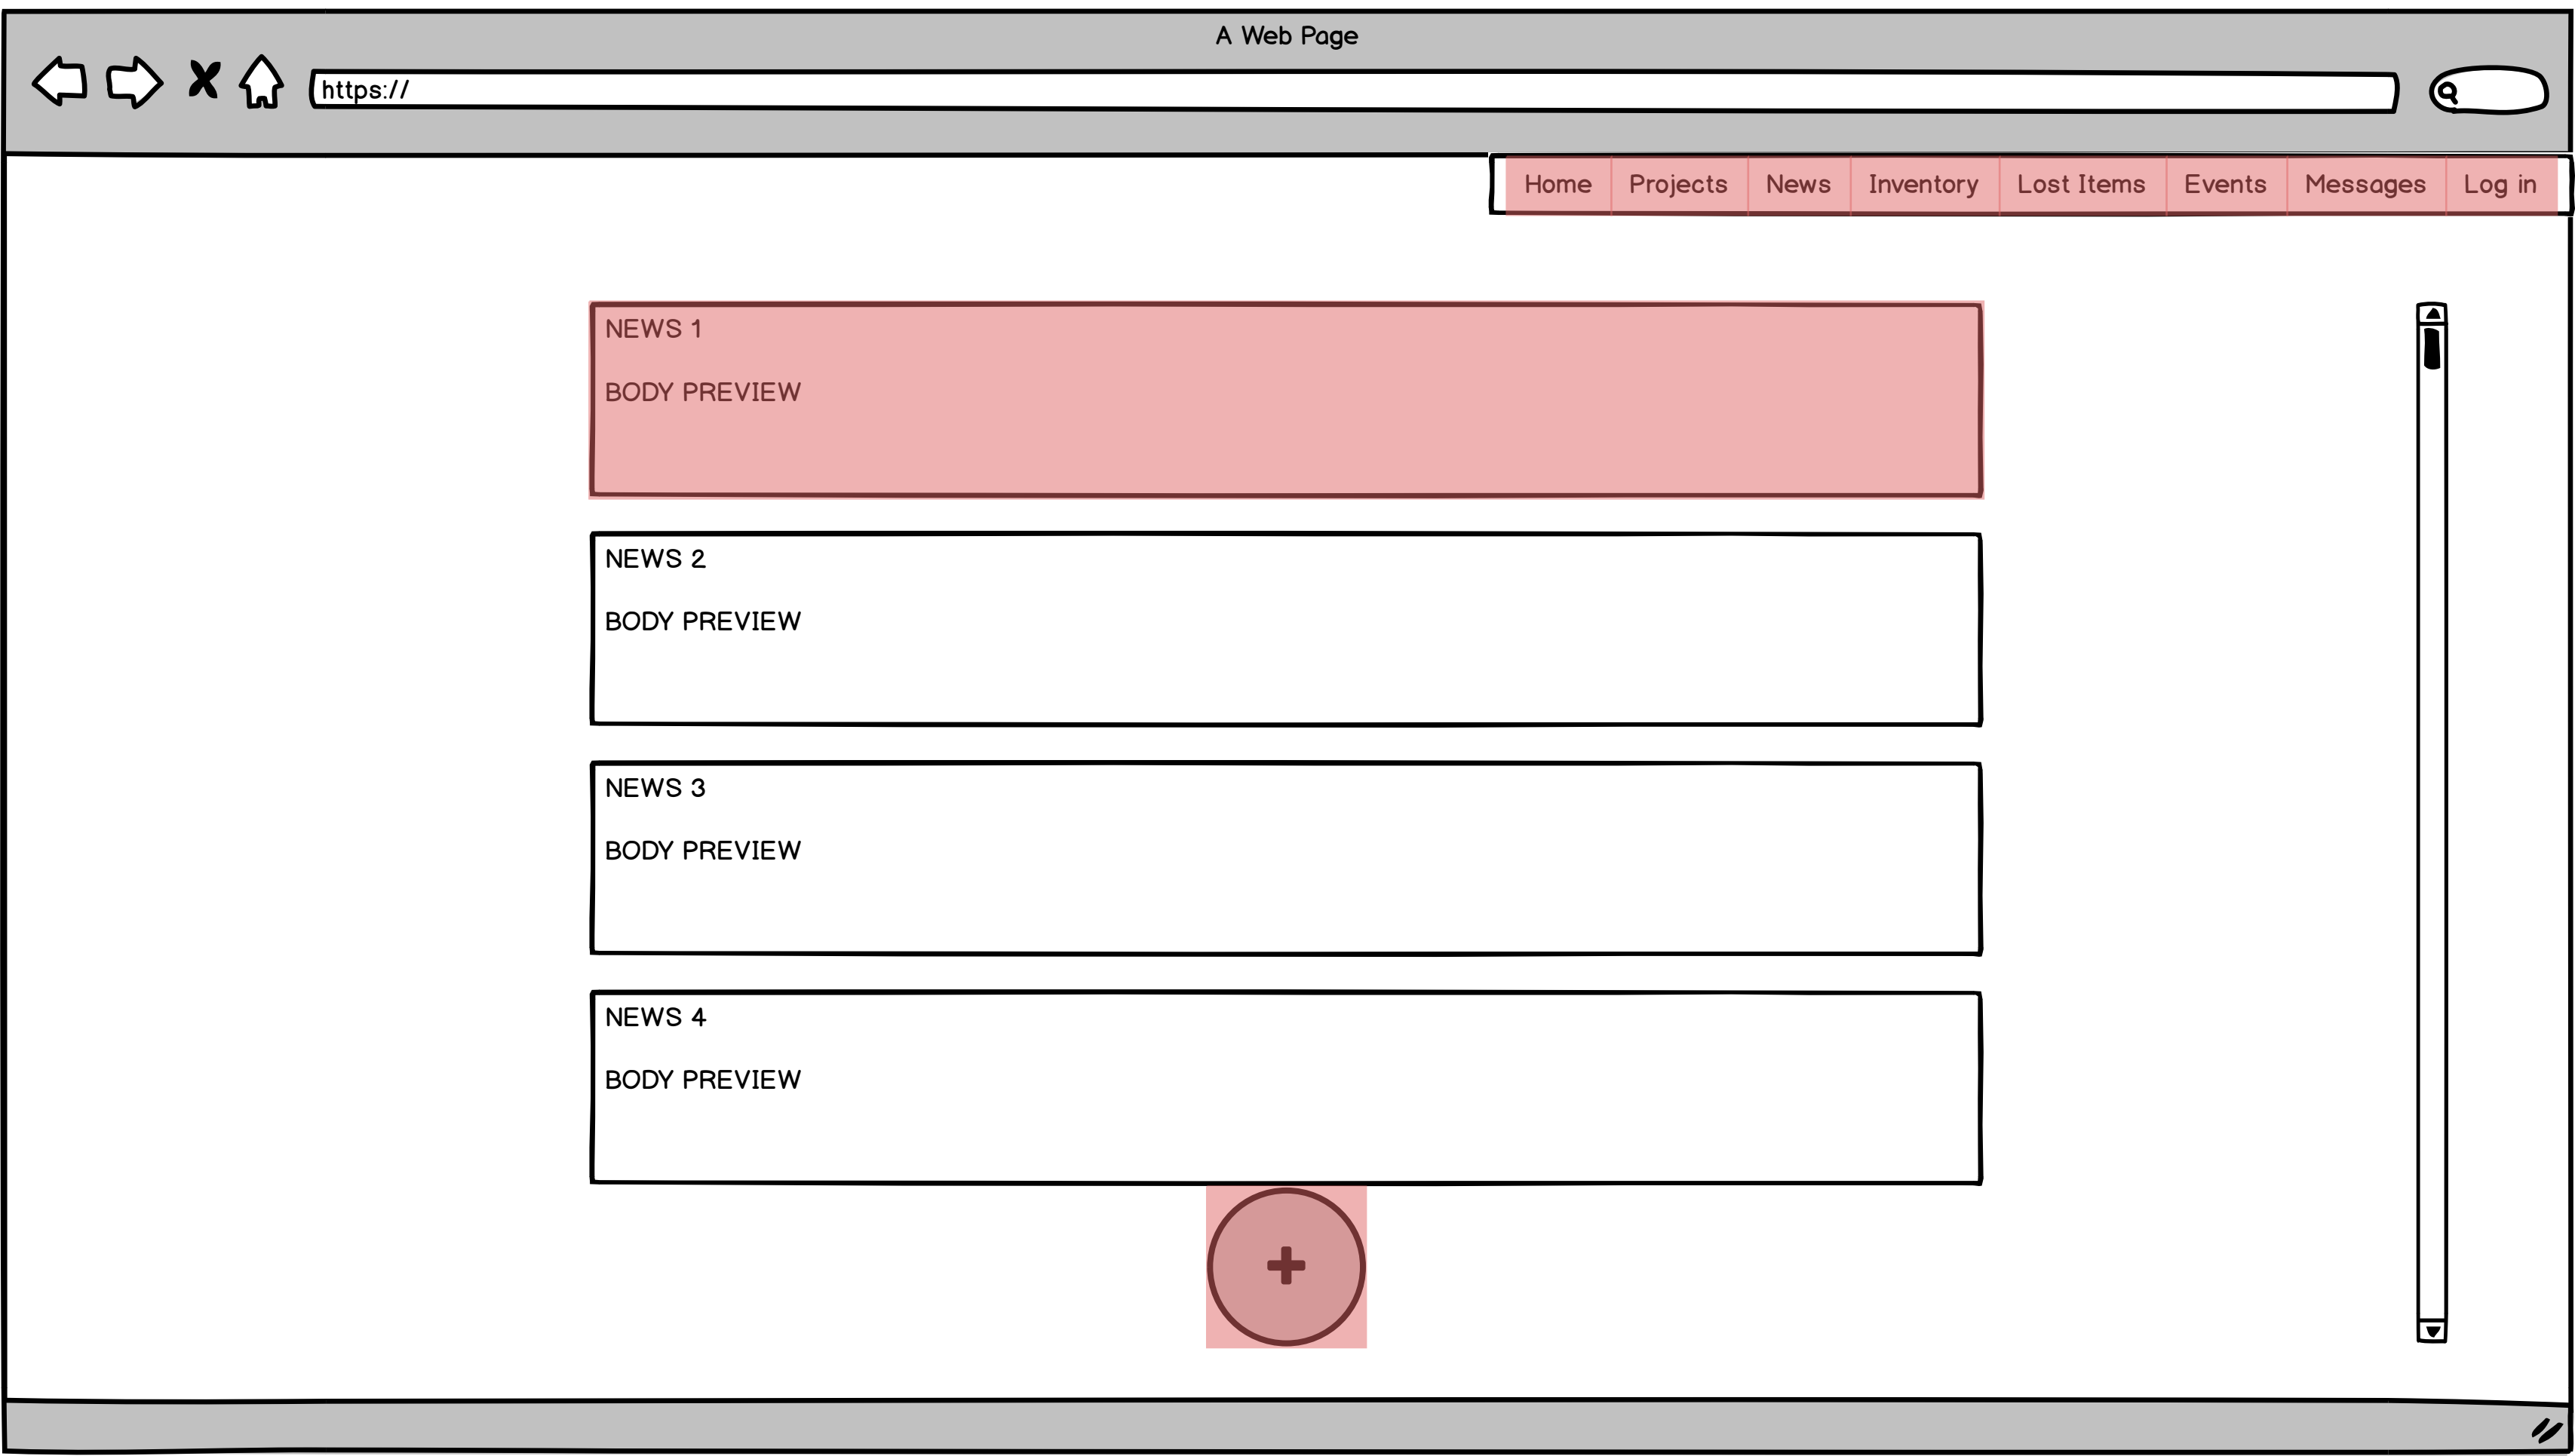 A Web Page
https://
Home Projects News Inventory Lost Items Events Messages Log in
NEWS 1
BODY PREVIEW
NEWS 2
BODY PREVIEW
NEWS 3
BODY PREVIEW
NEWS 4
BODY PREVIEW